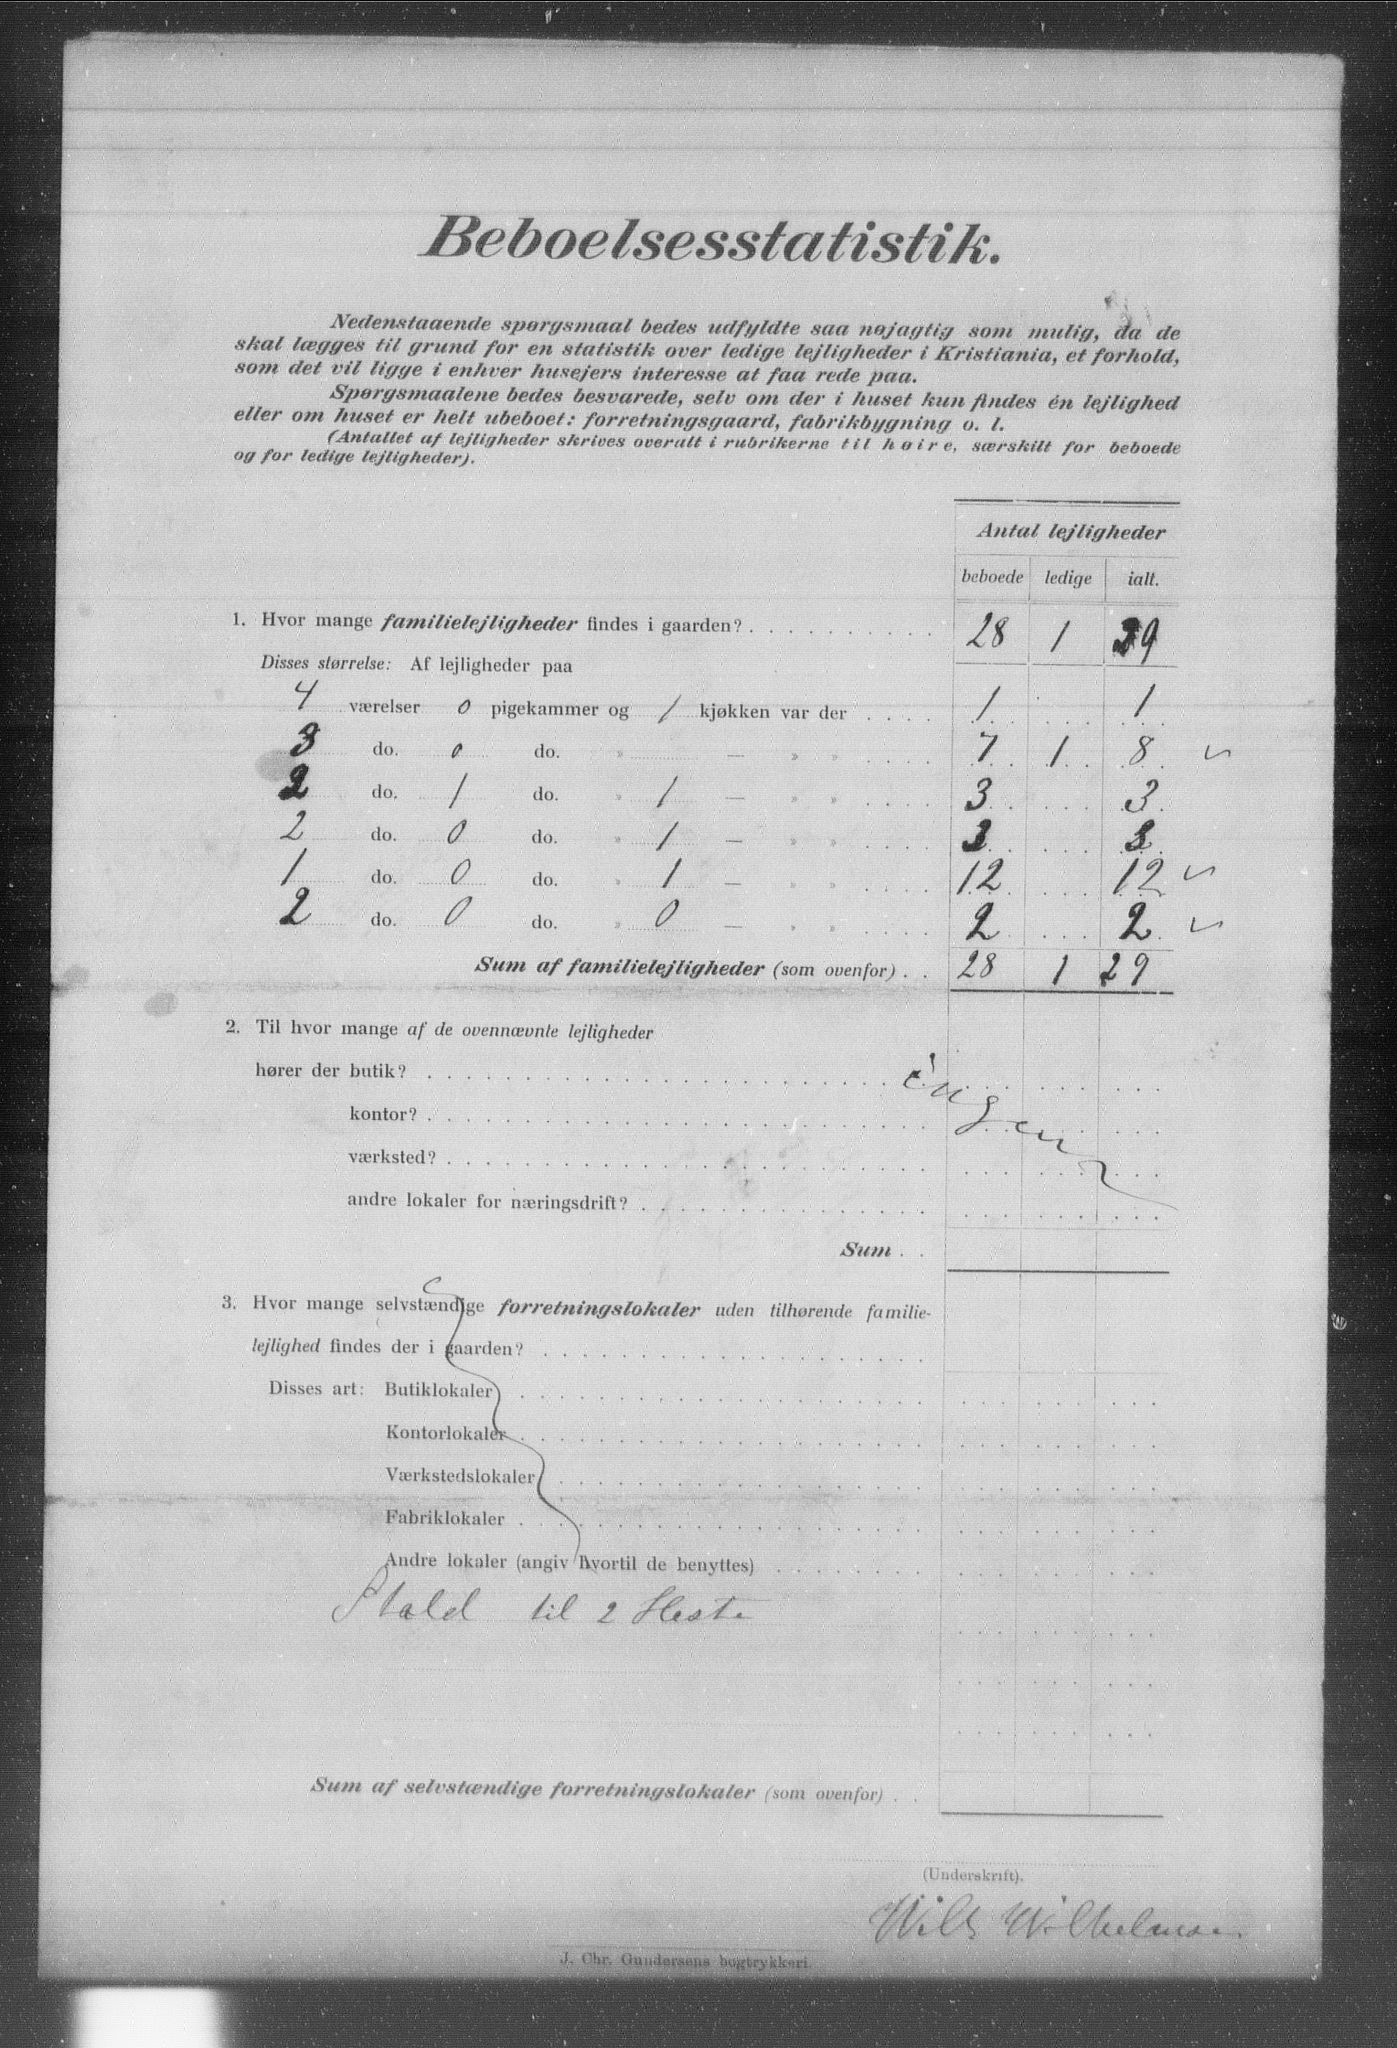 Beboelsesstatistik.
Nedenstaaende spørgsmaal bedes udfyldte saa nøjagtig som mulig, da de
skal lægges til grund for en statistik over ledige lejligheder i Kristiania, et forhold,
som det vil ligge i enhver husejers interesse at faa rede paa.
Spørgsmaalene bedes besvarede, selv om der i huset kun findes én lejlighed
eller om huset er helt ubeboet: forretningsgaard, fabrikbygning o. l.
(Antallet af lejligheder skrives overalt i rubrikerne til høire, særskilt for beboede
og for ledige lejligheder).
Antal lejligheder
beboede ledige ialt.
1. Hvor mange familielejligheder findes i gaarden? . . . . . . . . . . 28 1 29
Disses størrelse: Af lejligheder paa
4 værelser 0 pigekammer og 1 kjøkken var der . . . . 1 1
3 do. 0 do. » — » » . . . . 7 1 8
2 do. 1 do. » 1 — » » . . . . 3 3
2 do. 0 do. » 1 — » » . . . . 3 3
1 do. 0 do. » 1 — » » . . . . 12 12
2 do. 0 do. » 0 — » » . . . . 2 2
Sum af familielejligheder (som ovenfor) . . 28 1 29
2. Til hvor mange af de ovennævnte lejligheder
hører der butik? . . . . . . . . . . ingen
kontor? . . . . . . . . . .
værksted? . . . . . . . . . .
andre lokaler for næringsdrift? . . . . . . . . . .
Sum . .
3. Hvor mange selvstændige forretningslokaler uden tilhørende familie-
lejlighed findes der i gaarden? . . . . . . . . . .
Disses art: Butiklokaler . . . . . . . . . .
Kontorlokaler . . . . . . . . . .
Værkstedslokaler . . . . . . . . . .
Fabriklokaler . . . . . . . . . .
Andre lokaler (angiv hvortil de benyttes) . . . . . . . .
Stald til 2 Heste
Sum af selvstændige forretningslokaler (som ovenfor) . .
(Underskrift).
Wilh Wilhelmsen
J. Chr. Gundersens bogtrykkeri.